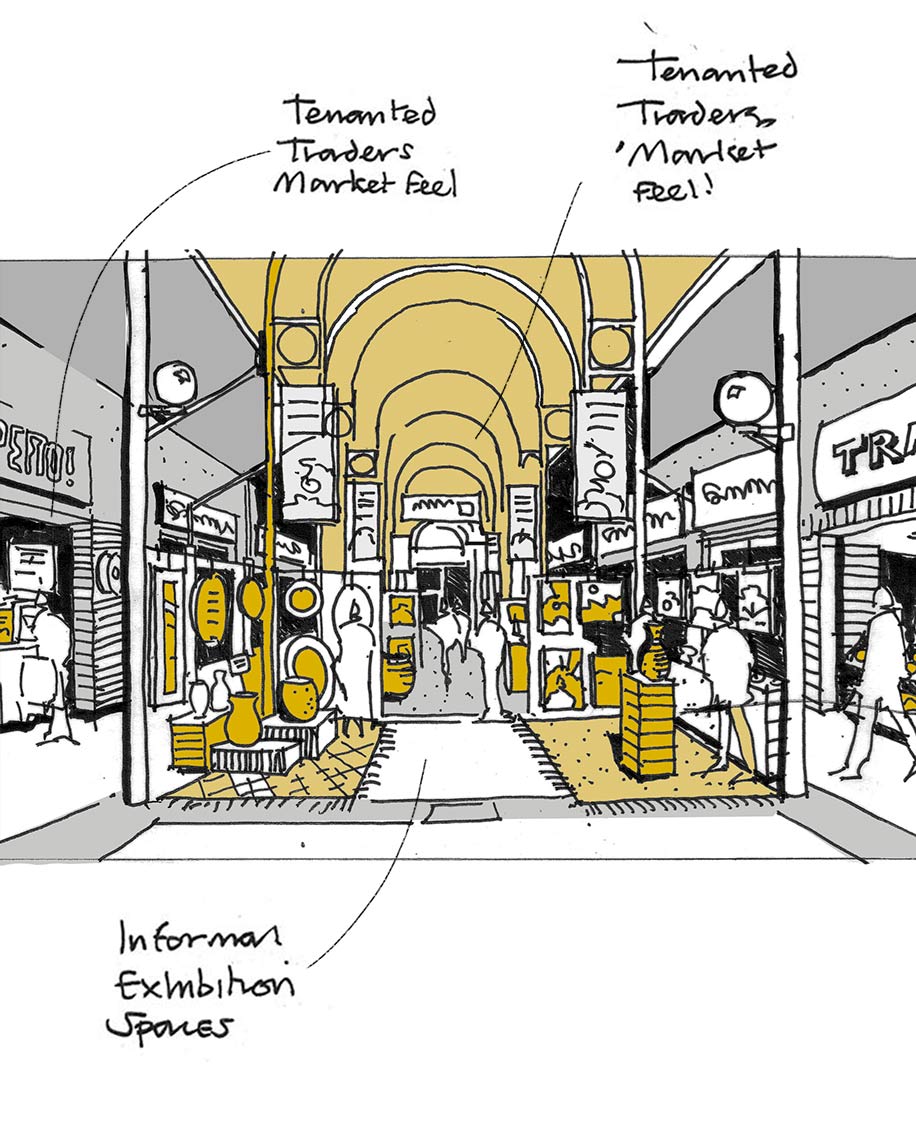 Tenanted
Traders
Market Feel
Tenanted
Traders,
'Market
Feel!
TRA
Informal
Exhibition
Spaces